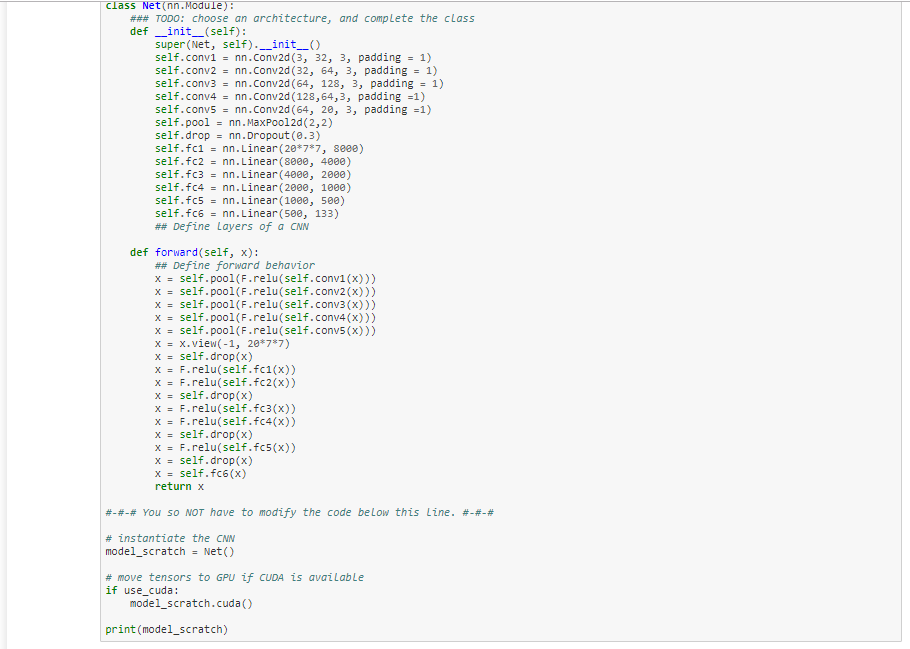 class Net(nn.Module):
### TODO: choose an architecture, and complete the class
def __init__(self):
super(Net, self).__init__()
self.conv1 = nn.Conv2d(3, 32, 3, padding = 1)
self.conv2 = nn.Conv2d(32, 64, 3, padding = 1)
self.conv3 = nn.Conv2d(64, 128, 3, padding = 1)
self.conv4 = nn.Conv2d(128,64,3, padding =1)
self.conv5 = nn.Conv2d(64, 20, 3, padding =1)
self.pool = nn.MaxPool2d(2,2)
self.drop = nn.Dropout(0.3)
self.fc1 = nn.Linear(20*7*7, 8000)
self.fc2 = nn.Linear(8000, 4000)
self.fc3 = nn.Linear(4000, 2000)
self.fc4 = nn.Linear(2000, 1000)
self.fc5 = nn.Linear(1000, 500)
self.fc6 = nn.Linear(500, 133)
## Define layers of a CNN
def forward(self, x):
## Define forward behavior
x = self.pool(F.relu(self.conv1(x)))
x = self.pool(F.relu(self.conv2(x)))
x = self.pool(F.relu(self.conv3(x)))
x = self.pool(F.relu(self.conv4(x)))
x = self.pool(F.relu(self.conv5(x)))
x = x.view(-1, 20*7*7)
x = self.drop(x)
x = F.relu(self.fc1(x))
x = F.relu(self.fc2(x))
x = self.drop(x)
x = F.relu(self.fc3(x))
x = F.relu(self.fc4(x))
x = self.drop(x)
x = F.relu(self.fc5(x))
x = self.drop(x)
x = self.fc6(x)
return x
#-#-# You so NOT have to modify the code below this line. #-#-#
# instantiate the CNN
model_scratch = Net()
# move tensors to GPU if CUDA is available
if use_cuda:
model_scratch.cuda()
print(model_scratch)